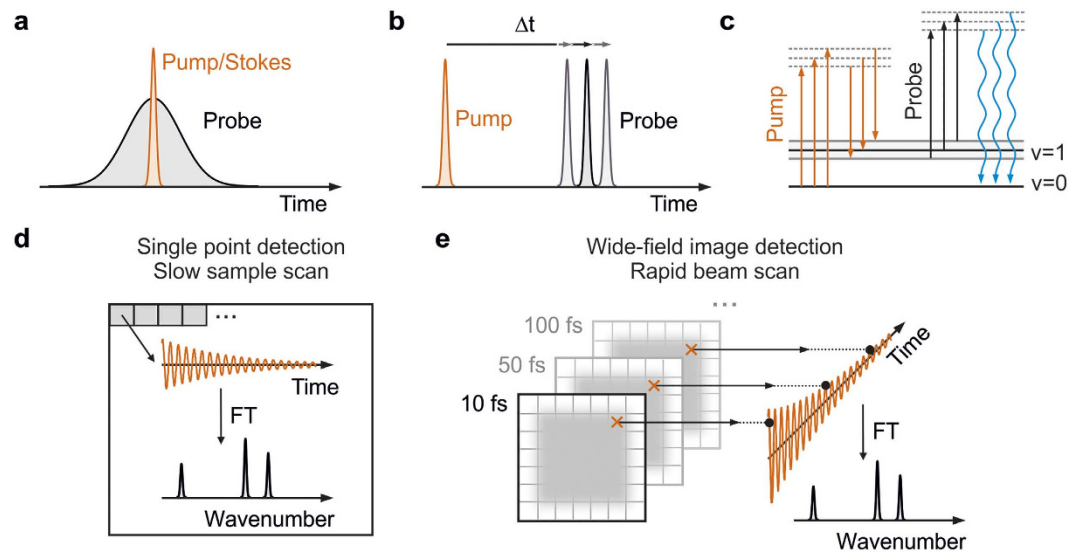 a
Pump/Stokes
Probe
Time
b
Δt
Pump
Probe
Time
c
Pump
Probe
v=1
v=0
d
Single point detection
Slow sample scan
...
Time
FT
Wavenumber
e
Wide-field image detection
Rapid beam scan
...
100 fs
50 fs
10 fs
Time
FT
Wavenumber